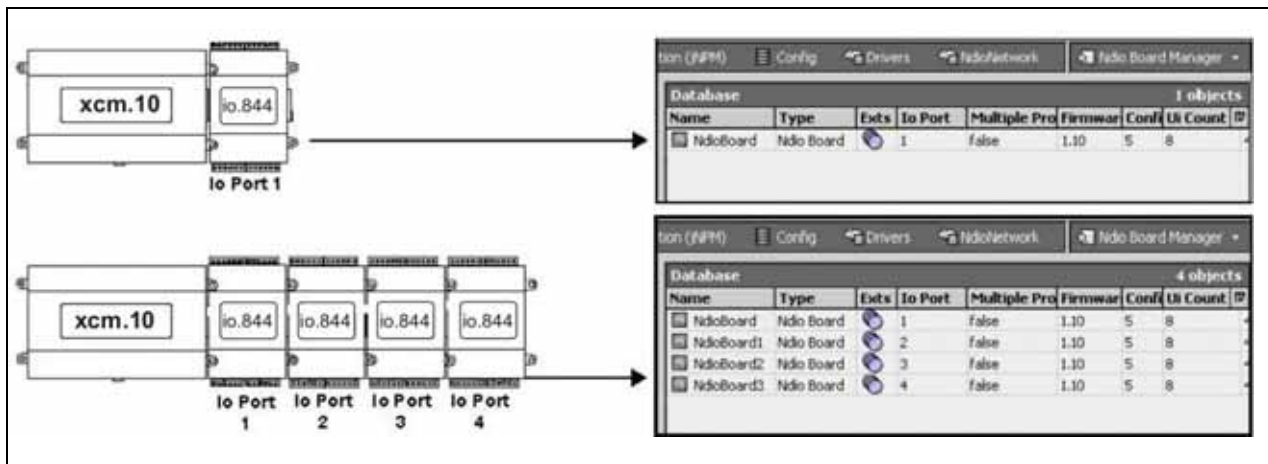 tion (jNPM) Config Drivers NdioNetwork Ndio Board Manager
Database 1 objects
Name Type Exts Io Port Multiple Pro Firmwar Confi Ui Count
NdioBoard Ndio Board 1 false 1.10 5 8
xcm.10 io.844
Io Port 1
tion (jNPM) Config Drivers NdioNetwork Ndio Board Manager
Database 4 objects
Name Type Exts Io Port Multiple Pro Firmwar Confi Ui Count
NdioBoard Ndio Board 1 false 1.10 5 8
NdioBoard1 Ndio Board 2 false 1.10 5 8
NdioBoard2 Ndio Board 3 false 1.10 5 8
NdioBoard3 Ndio Board 4 false 1.10 5 8
xcm.10 io.844 io.844 io.844 io.844
Io Port Io Port Io Port Io Port
1 2 3 4